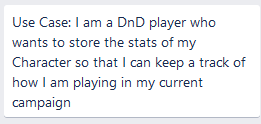 Use Case: I am a DnD player who
wants to store the stats of my
Character so that I can keep a track of
how I am playing in my current
campaign